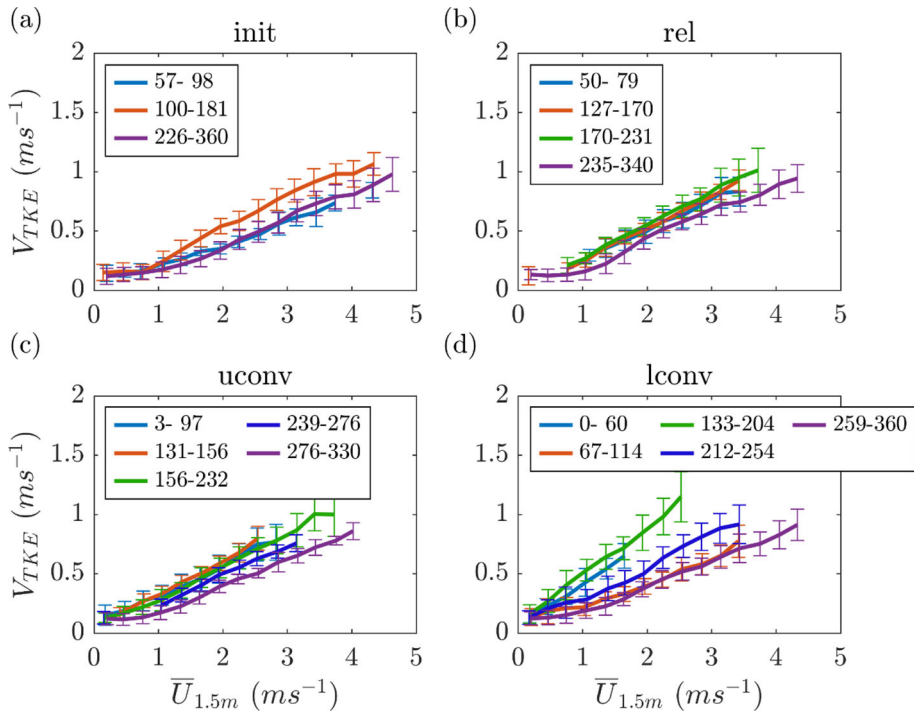 (a)
init
2
1.5
1
0.5
0
V_TKE (ms⁻¹)
57- 98
100-181
226-360
0 1 2 3 4 5
(b)
rel
2
1.5
1
0.5
0
50- 79
127-170
170-231
235-340
0 1 2 3 4 5
(c)
uconv
2
1.5
1
0.5
0
V_TKE (ms⁻¹)
3- 97 239-276
131-156 276-330
156-232
0 1 2 3 4 5
U̅_1.5m (ms⁻¹)
(d)
lconv
2
1.5
1
0.5
0
0- 60 133-204 259-360
67-114 212-254
0 1 2 3 4 5
U̅_1.5m (ms⁻¹)